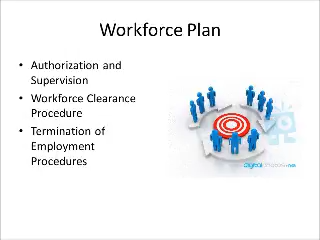 Workforce Plan
• Authorization and
Supervision
• Workforce Clearance
Procedure
• Termination of
Employment
Procedures